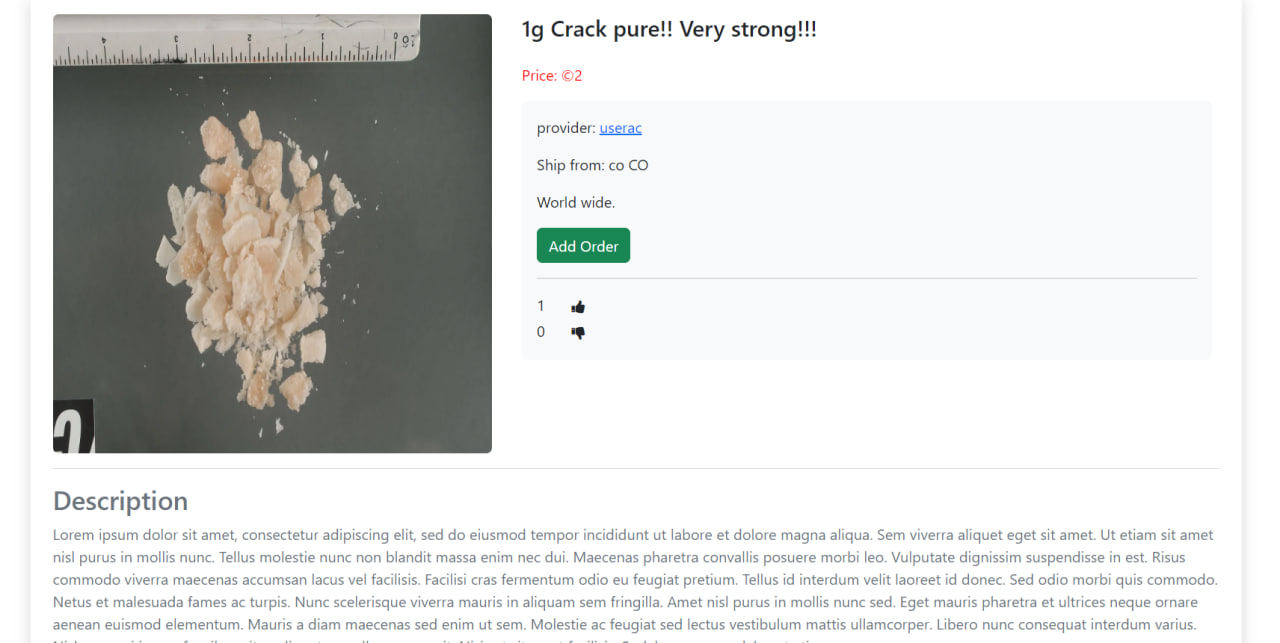 4 3 2 1 0
1g Crack pure!! Very strong!!!
Price: ©2
provider: userac
Ship from: co CO
World wide.
Add Order
1
0
Description
Lorem ipsum dolor sit amet, consectetur adipiscing elit, sed do eiusmod tempor incididunt ut labore et dolore magna aliqua. Sem viverra aliquet eget sit amet. Ut etiam sit amet
nisl purus in mollis nunc. Tellus molestie nunc non blandit massa enim nec dui. Maecenas pharetra convallis posuere morbi leo. Vulputate dignissim suspendisse in est. Risus
commodo viverra maecenas accumsan lacus vel facilisis. Facilisi cras fermentum odio eu feugiat pretium. Tellus id interdum velit laoreet id donec. Sed odio morbi quis commodo.
Netus et malesuada fames ac turpis. Nunc scelerisque viverra mauris in aliquam sem fringilla. Amet nisl purus in mollis nunc sed. Eget mauris pharetra et ultrices neque ornare
aenean euismod elementum. Mauris a diam maecenas sed enim ut sem. Molestie ac feugiat sed lectus vestibulum mattis ullamcorper. Libero nunc consequat interdum varius.